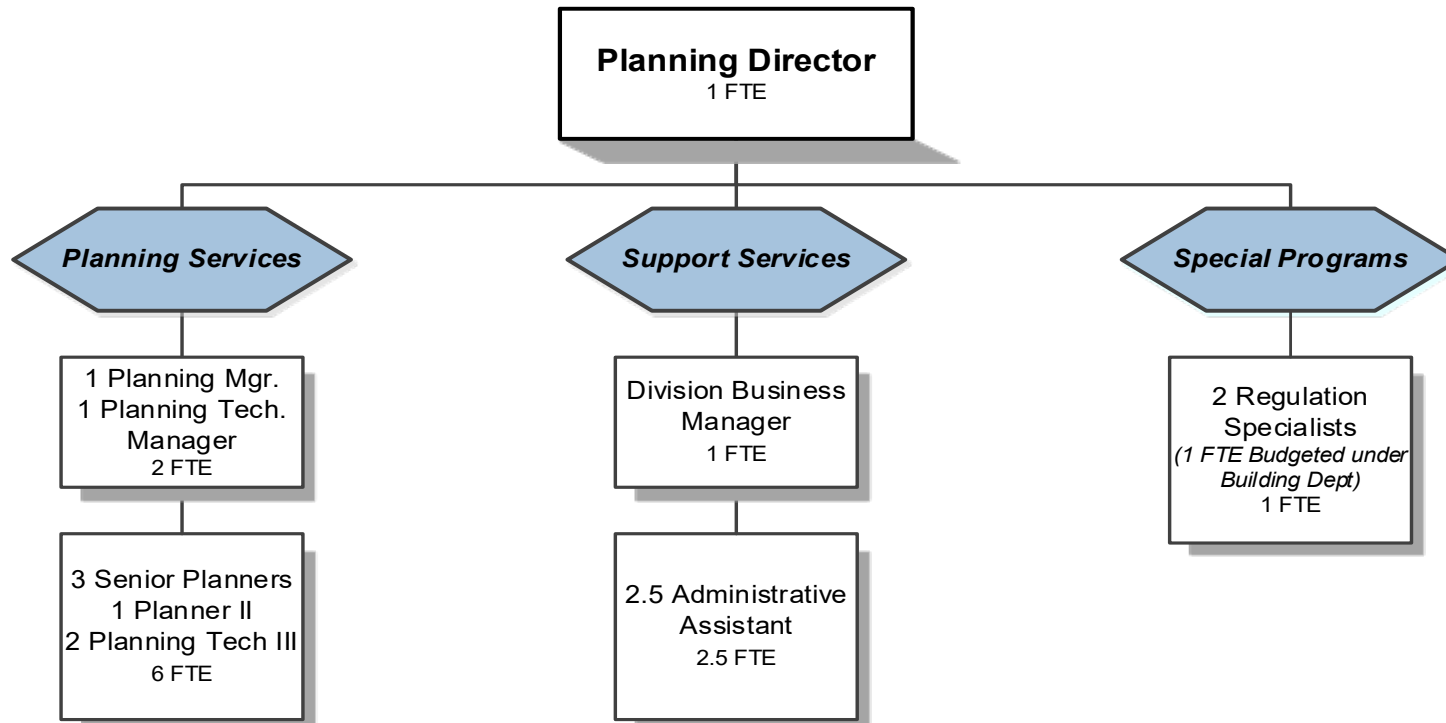 Planning Director
1 FTE
Planning Services
Support Services
Special Programs
1 Planning Mgr.
1 Planning Tech.
Manager
2 FTE
Division Business
Manager
1 FTE
2 Regulation
Specialists
(1 FTE Budgeted under
Building Dept)
1 FTE
3 Senior Planners
1 Planner II
2 Planning Tech III
6 FTE
2.5 Administrative
Assistant
2.5 FTE